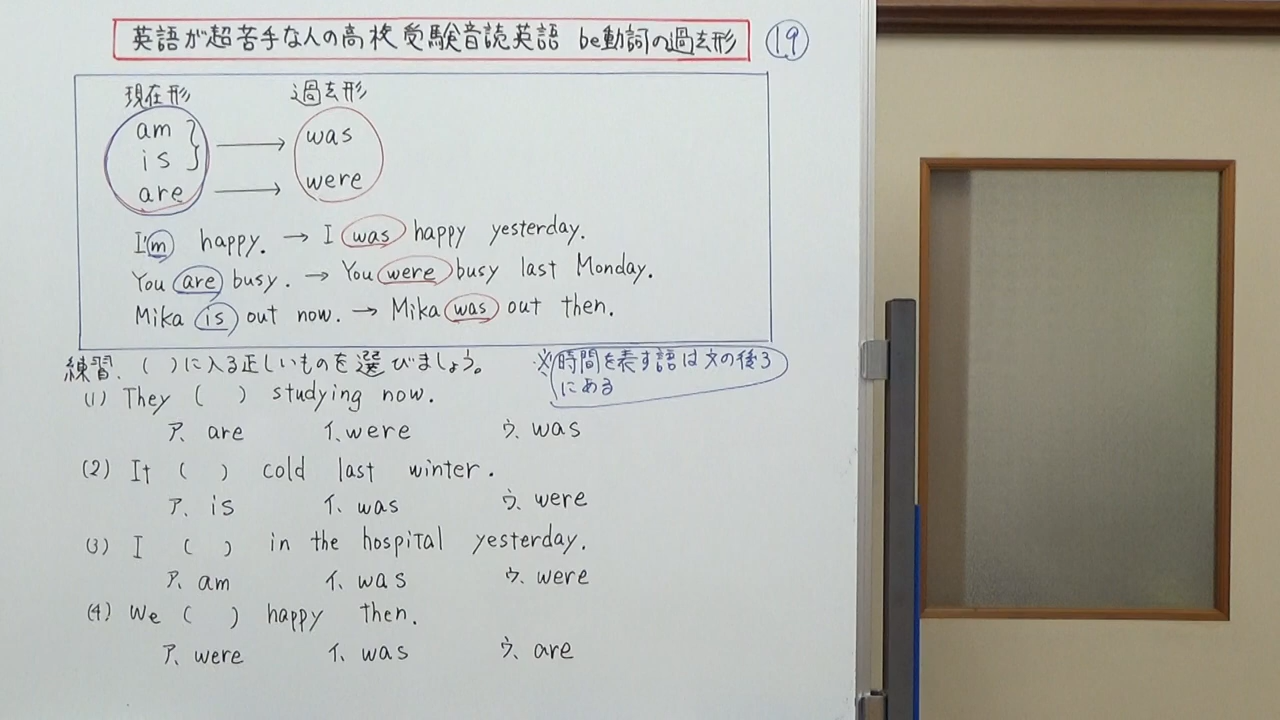 英語が超苦手な人の高校受験音読英語 be動詞の過去形 ⑲
現在形 過去形
am
is → was
are → were
I'm happy. → I was happy yesterday.
You are busy. → You were busy last Monday.
Mika is out now. → Mika was out then.
練習. ( )に入る正しいものを選びましょう。 ※時間を表す語は文の後ろ
にある
(1) They ( ) studying now.
ア、are イ、were ウ、was
(2) It ( ) cold last winter.
ア、is イ、was ウ、were
(3) I ( ) in the hospital yesterday.
ア、am イ、was ウ、were
(4) We ( ) happy then.
ア、were イ、was ウ、are